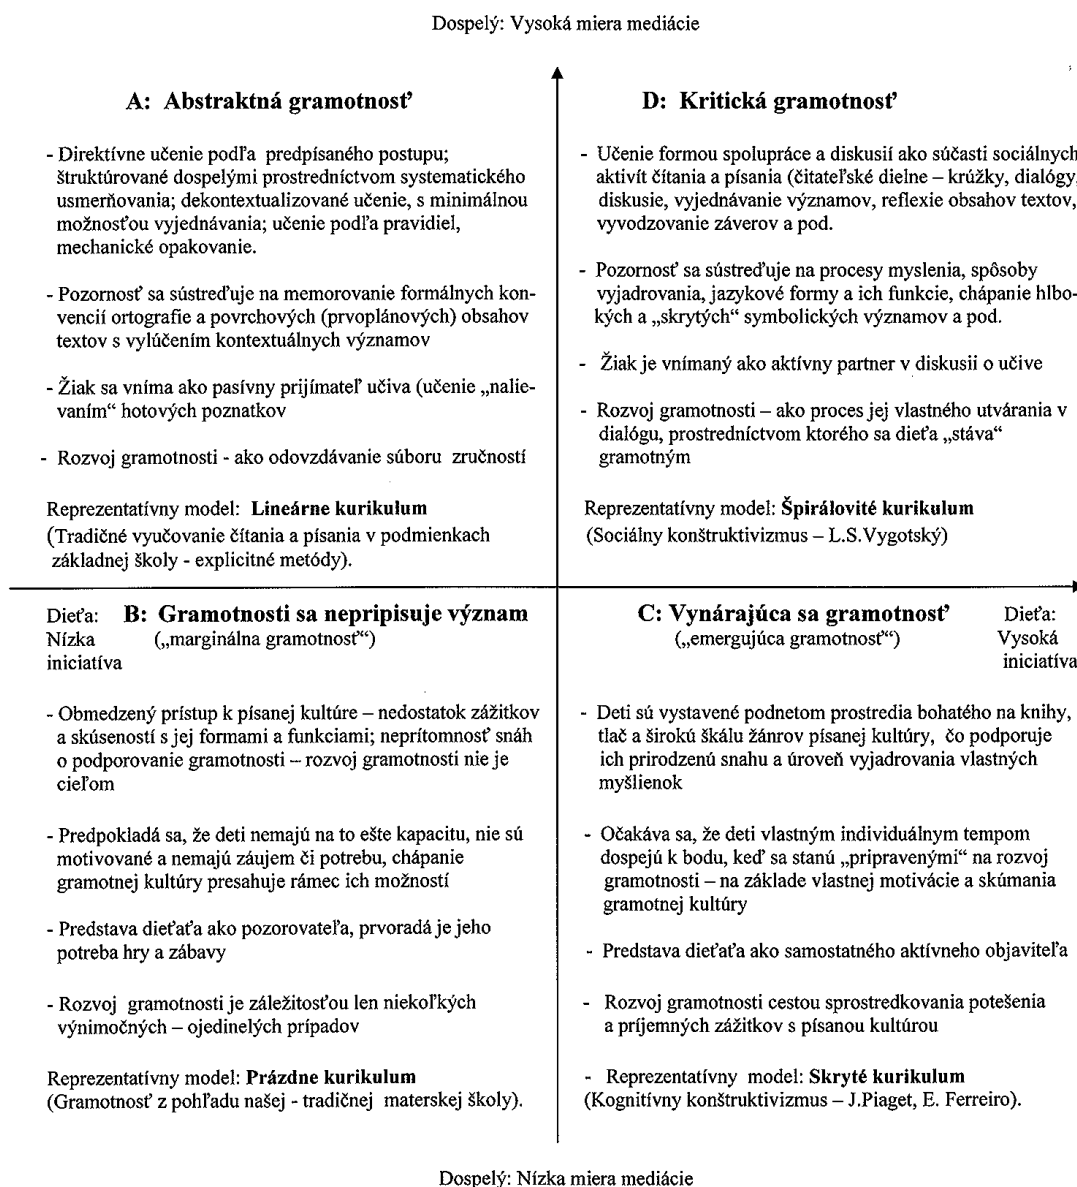 Dospelý: Vysoká miera mediácie
A: Abstraktná gramotnosť
- Direktívne učenie podľa predpísaného postupu;
štruktúrované dospelými prostredníctvom systematického
usmerňovania; dekontextualizované učenie, s minimálnou
možnosťou vyjednávania; učenie podľa pravidiel,
mechanické opakovanie.
- Pozornosť sa sústreďuje na memorovanie formálnych kon-
vencií ortografie a povrchových (prvoplánových) obsahov
textov s vylúčením kontextuálnych významov
- Žiak sa vníma ako pasívny prijímateľ učiva (učenie „nalie-
vaním“ hotových poznatkov
- Rozvoj gramotnosti - ako odovzdávanie súboru zručností
Reprezentatívny model: Lineárne kurikulum
(Tradičné vyučovanie čítania a písania v podmienkach
základnej školy - explicitné metódy).
D: Kritická gramotnosť
- Učenie formou spolupráce a diskusií ako súčasti sociálnych
aktivít čítania a písania (čitateľské dielne – krúžky, dialógy,
diskusie, vyjednávanie významov, reflexie obsahov textov,
vyvodzovanie záverov a pod.
- Pozornosť sa sústreďuje na procesy myslenia, spôsoby
vyjadrovania, jazykové formy a ich funkcie, chápanie hlbo-
kých a „skrytých“ symbolických významov a pod.
- Žiak je vnímaný ako aktívny partner v diskusii o učive
- Rozvoj gramotnosti – ako proces jej vlastného utvárania v
dialógu, prostredníctvom ktorého sa dieťa „stáva“
gramotným
Reprezentatívny model: Špirálovité kurikulum
(Sociálny konštruktivizmus – L.S.Vygotský)
Dieťa:
Nízka
iniciatíva
B: Gramotnosti sa nepripisuje význam
(„marginálna gramotnosť“)
- Obmedzený prístup k písanej kultúre – nedostatok zážitkov
a skúseností s jej formami a funkciami; neprítomnosť snáh
o podporovanie gramotnosti – rozvoj gramotnosti nie je
cieľom
- Predpokladá sa, že deti nemajú na to ešte kapacitu, nie sú
motivované a nemajú záujem či potrebu, chápanie
gramotnej kultúry presahuje rámec ich možností
- Predstava dieťaťa ako pozorovateľa, prvoradá je jeho
potreba hry a zábavy
- Rozvoj gramotnosti je záležitosťou len niekoľkých
výnimočných – ojedinelých prípadov
Reprezentatívny model: Prázdne kurikulum
(Gramotnosť z pohľadu našej - tradičnej materskej školy).
C: Vynárajúca sa gramotnosť
(„emergujúca gramotnosť“)
Dieťa:
Vysoká
iniciatíva
- Deti sú vystavené podnetom prostredia bohatého na knihy,
tlač a širokú škálu žánrov písanej kultúry, čo podporuje
ich prirodzenú snahu a úroveň vyjadrovania vlastných
myšlienok
- Očakáva sa, že deti vlastným individuálnym tempom
dospejú k bodu, keď sa stanú „pripravenými“ na rozvoj
gramotnosti – na základe vlastnej motivácie a skúmania
gramotnej kultúry
- Predstava dieťaťa ako samostatného aktívneho objaviteľa
- Rozvoj gramotnosti cestou sprostredkovania potešenia
a príjemných zážitkov s písanou kultúrou
- Reprezentatívny model: Skryté kurikulum
(Kognitívny konštruktivizmus – J.Piaget, E. Ferreiro).
Dospelý: Nízka miera mediácie